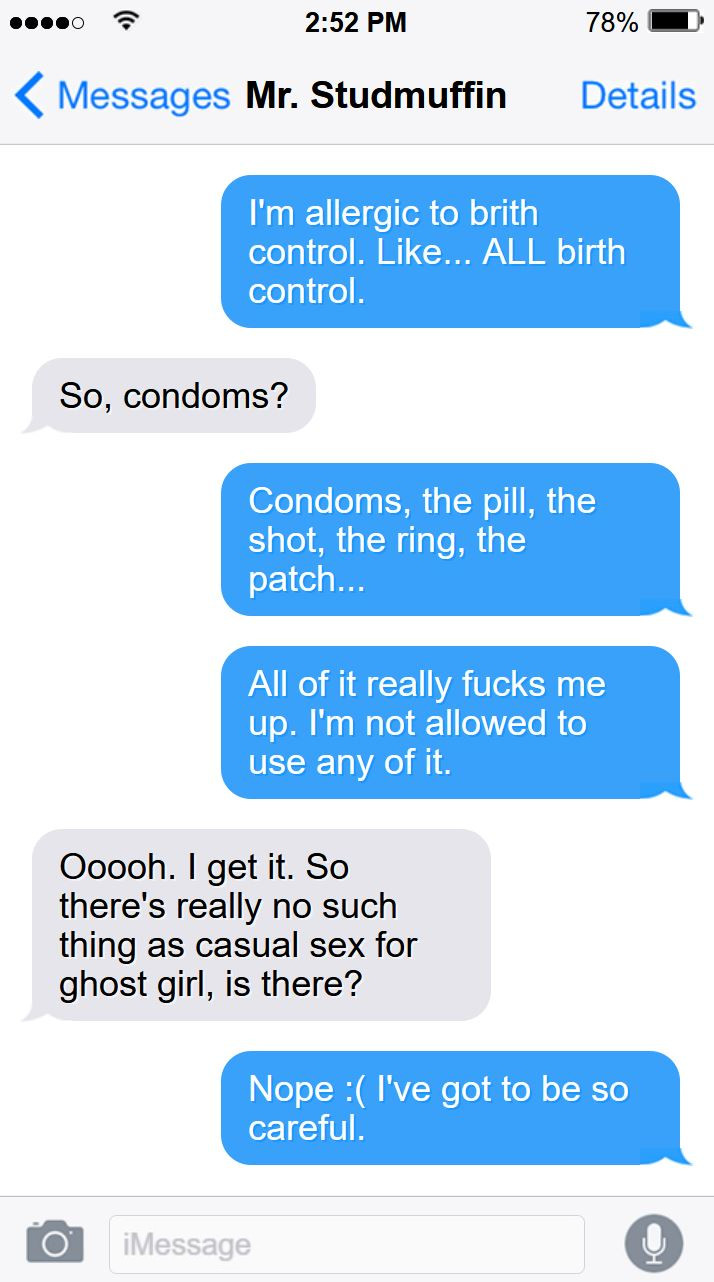 2:52 PM 78%
Messages Mr. Studmuffin Details
I'm allergic to brith
control. Like... ALL birth
control.
So, condoms?
Condoms, the pill, the
shot, the ring, the
patch...
All of it really fucks me
up. I'm not allowed to
use any of it.
Ooooh. I get it. So
there's really no such
thing as casual sex for
ghost girl, is there?
Nope :( I've got to be so
careful.
iMessage